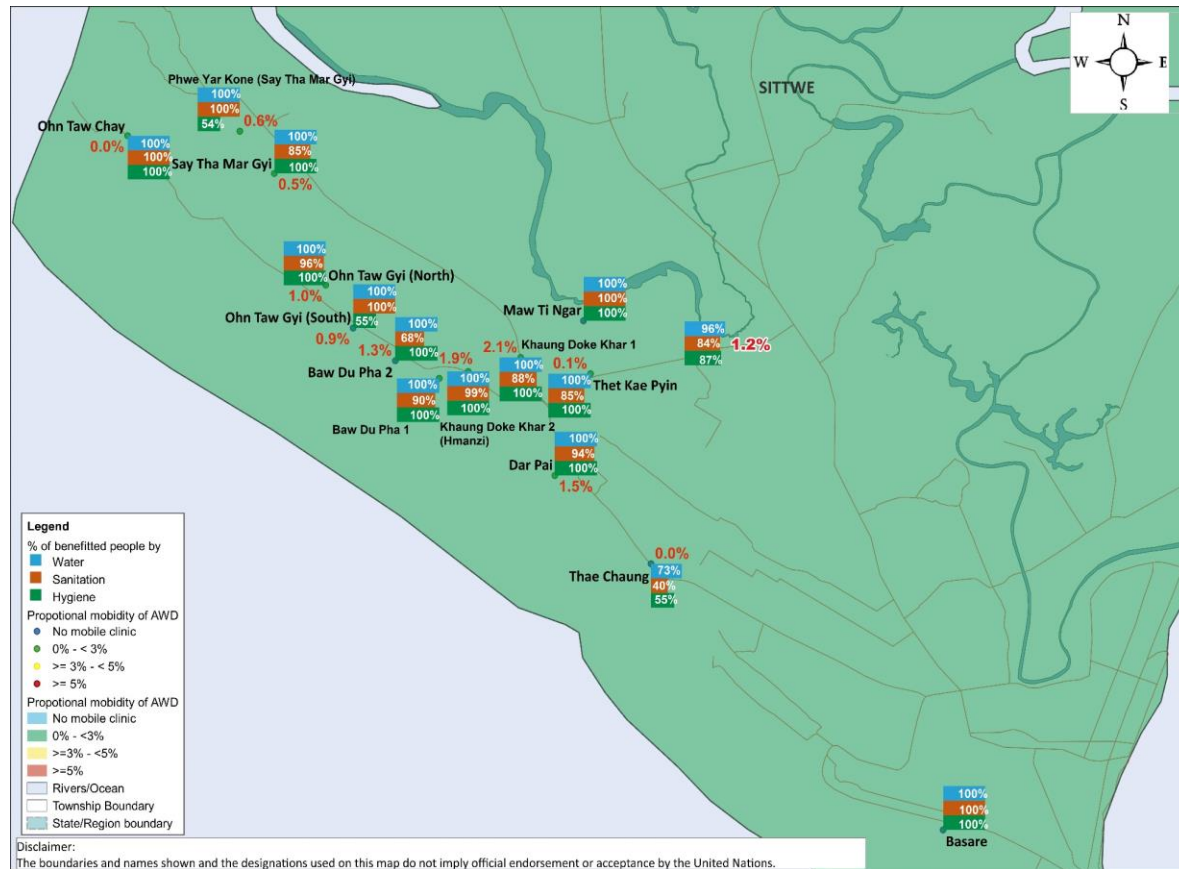 N
W E
S
SITTWE
Phwe Yar Kone (Say Tha Mar Gyi)
100%
100%
54%
0.6%
Ohn Taw Chay
0.0%
100%
100%
100%
Say Tha Mar Gyi
100%
85%
100%
0.5%
100%
96%
100%
Ohn Taw Gyi (North)
1.0%
Ohn Taw Gyi (South)
100%
100%
55%
0.9%
Maw Ti Ngar
100%
100%
100%
100%
68%
100%
1.3%
Baw Du Pha 2
1.9%
2.1%
Khaung Doke Khar 1
100%
88%
100%
0.1%
Thet Kae Pyin
100%
85%
100%
96%
84%
87%
1.2%
100%
90%
100%
Baw Du Pha 1
100%
99%
100%
Khaung Doke Khar 2
(Hmanzi)
Dar Pai
100%
94%
100%
1.5%
0.0%
Thae Chaung
73%
40%
55%
100%
100%
100%
Basare
Legend
% of benefitted people by
Water
Sanitation
Hygiene
Propotional mobidity of AWD
No mobile clinic
0% - < 3%
>= 3% - < 5%
>= 5%
Propotional mobidity of AWD
No mobile clinic
0% - <3%
>=3% - <5%
>=5%
Rivers/Ocean
Township Boundary
State/Region boundary
Disclaimer:
The boundaries and names shown and the designations used on this map do not imply official endorsement or acceptance by the United Nations.